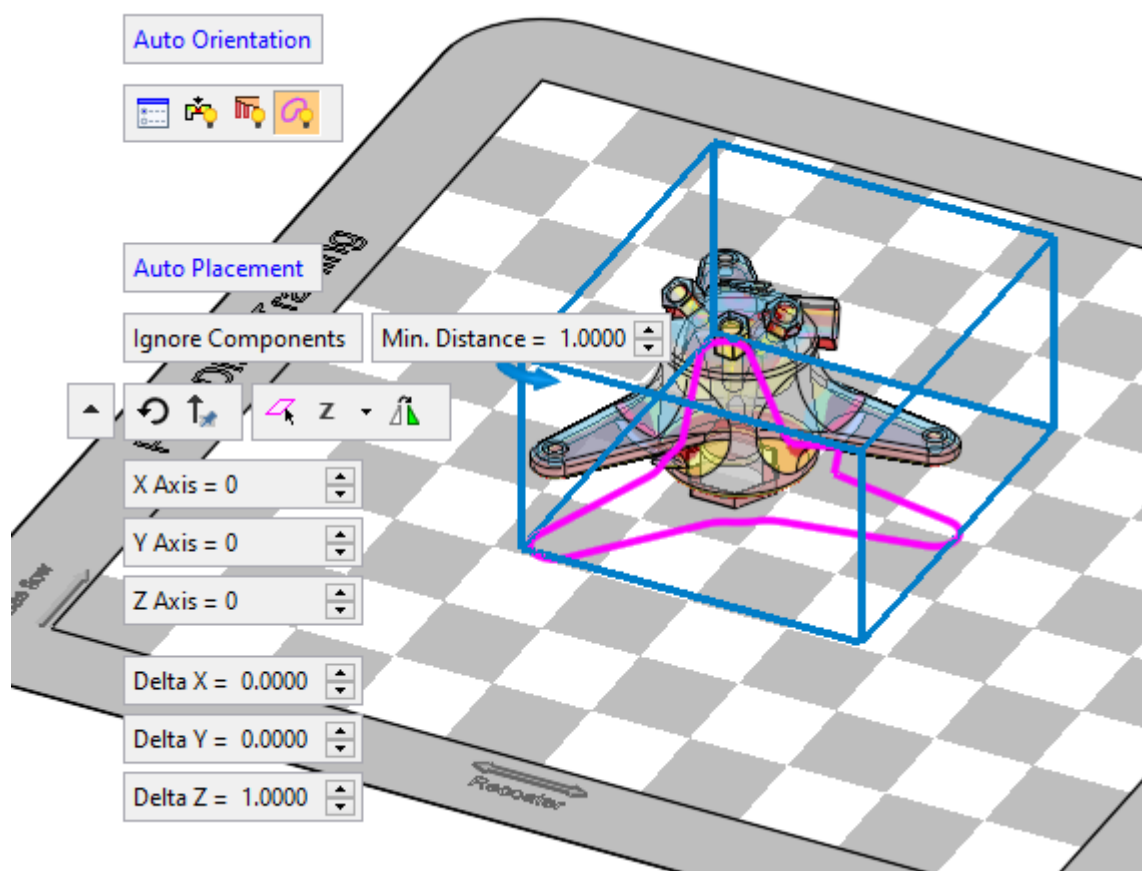 Auto Orientation
Auto Placement
Ignore Components
Min. Distance = 1.0000
z
X Axis = 0
Y Axis = 0
Z Axis = 0
Delta X = 0.0000
Delta Y = 0.0000
Delta Z = 1.0000
Recoater